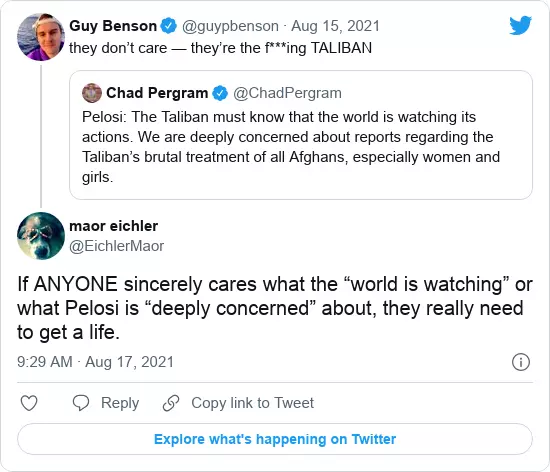 Guy Benson @guypbenson · Aug 15, 2021
they don’t care — they’re the f***ing TALIBAN
Chad Pergram @ChadPergram
Pelosi: The Taliban must know that the world is watching its
actions. We are deeply concerned about reports regarding the
Taliban’s brutal treatment of all Afghans, especially women and
girls.
maor eichler
@EichlerMaor
If ANYONE sincerely cares what the “world is watching” or
what Pelosi is “deeply concerned” about, they really need
to get a life.
9:29 AM · Aug 17, 2021
Reply Copy link to Tweet
Explore what's happening on Twitter